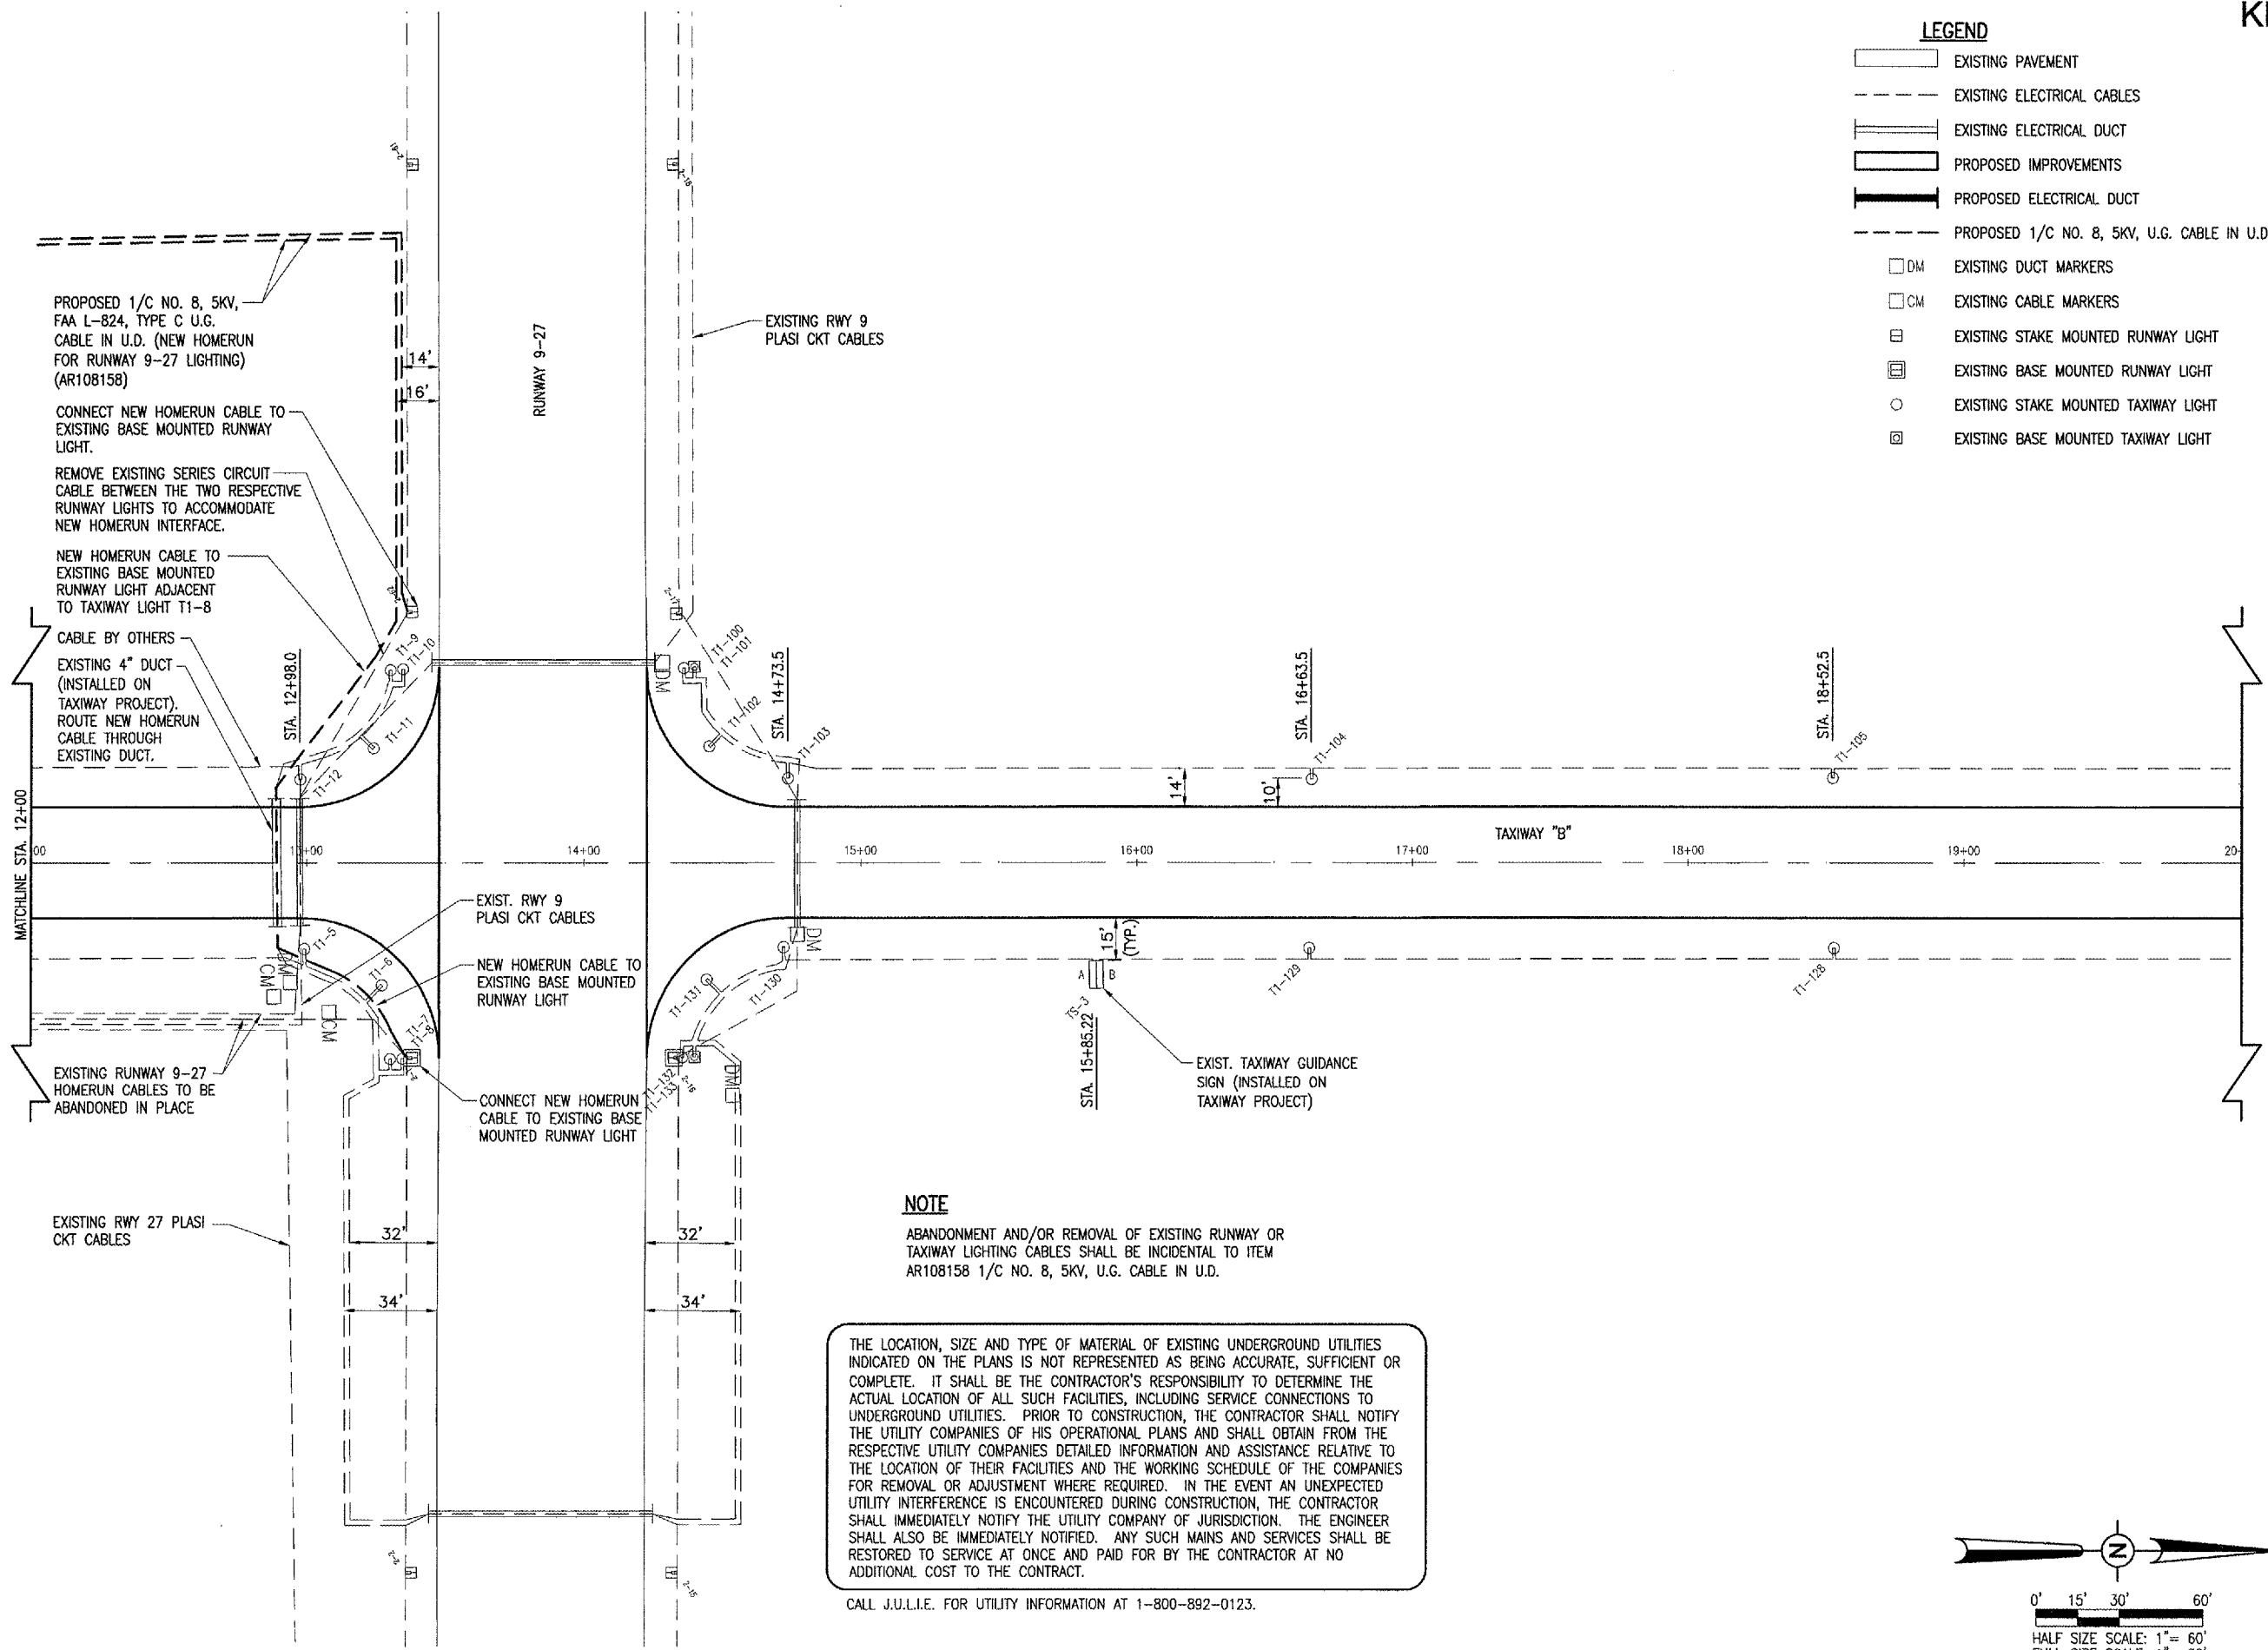 LEGEND
EXISTING PAVEMENT
EXISTING ELECTRICAL CABLES
EXISTING ELECTRICAL DUCT
PROPOSED IMPROVEMENTS
PROPOSED ELECTRICAL DUCT
PROPOSED 1/C NO. 8, 5KV, U.G. CABLE IN U.D
DM EXISTING DUCT MARKERS
CM EXISTING CABLE MARKERS
EXISTING STAKE MOUNTED RUNWAY LIGHT
EXISTING BASE MOUNTED RUNWAY LIGHT
EXISTING STAKE MOUNTED TAXIWAY LIGHT
EXISTING BASE MOUNTED TAXIWAY LIGHT
2-18
PROPOSED 1/C NO. 8, 5KV,
FAA L-824, TYPE C U.G.
CABLE IN U.D. (NEW HOMERUN
FOR RUNWAY 9-27 LIGHTING)
(AR108158)
14'
16'
RUNWAY 9-27
EXISTING RWY 9
PLASI CKT CABLES
CONNECT NEW HOMERUN CABLE TO
EXISTING BASE MOUNTED RUNWAY
LIGHT.
REMOVE EXISTING SERIES CIRCUIT
CABLE BETWEEN THE TWO RESPECTIVE
RUNWAY LIGHTS TO ACCOMMODATE
NEW HOMERUN INTERFACE.
NEW HOMERUN CABLE TO
EXISTING BASE MOUNTED
RUNWAY LIGHT ADJACENT
TO TAXIWAY LIGHT T1-8
CABLE BY OTHERS
EXISTING 4" DUCT
(INSTALLED ON
TAXIWAY PROJECT).
ROUTE NEW HOMERUN
CABLE THROUGH
EXISTING DUCT.
STA. 12+98.0
T1-9
T1-10
T1-11
T1-12
2-17
T1-100
T1-101
DM
T1-102
STA. 14+73.5
T1-103
STA. 16+63.5
T1-104
STA. 18+52.5
T1-105
14'
10'
MATCHLINE STA. 12+00
00
13+00
14+00
15+00
16+00
17+00
18+00
19+00
20
TAXIWAY "B"
EXIST. RWY 9
PLASI CKT CABLES
T1-5
T1-6
CM
CM
CM
T1-7
T1-8
NEW HOMERUN CABLE TO
EXISTING BASE MOUNTED
RUNWAY LIGHT
DM
T1-130
T1-131
15'
(TYP.)
A B
TS-3
STA. 15+85.22
T1-129
T1-128
EXIST. TAXIWAY GUIDANCE
SIGN (INSTALLED ON
TAXIWAY PROJECT)
EXISTING RUNWAY 9-27
HOMERUN CABLES TO BE
ABANDONED IN PLACE
CONNECT NEW HOMERUN
CABLE TO EXISTING BASE
MOUNTED RUNWAY LIGHT
T1-132
T1-133
2-16
DM
EXISTING RWY 27 PLASI
CKT CABLES
32'
32'
34'
34'
2-2
2-15
NOTE
ABANDONMENT AND/OR REMOVAL OF EXISTING RUNWAY OR
TAXIWAY LIGHTING CABLES SHALL BE INCIDENTAL TO ITEM
AR108158 1/C NO. 8, 5KV, U.G. CABLE IN U.D.
THE LOCATION, SIZE AND TYPE OF MATERIAL OF EXISTING UNDERGROUND UTILITIES
INDICATED ON THE PLANS IS NOT REPRESENTED AS BEING ACCURATE, SUFFICIENT OR
COMPLETE. IT SHALL BE THE CONTRACTOR'S RESPONSIBILITY TO DETERMINE THE
ACTUAL LOCATION OF ALL SUCH FACILITIES, INCLUDING SERVICE CONNECTIONS TO
UNDERGROUND UTILITIES. PRIOR TO CONSTRUCTION, THE CONTRACTOR SHALL NOTIFY
THE UTILITY COMPANIES OF HIS OPERATIONAL PLANS AND SHALL OBTAIN FROM THE
RESPECTIVE UTILITY COMPANIES DETAILED INFORMATION AND ASSISTANCE RELATIVE TO
THE LOCATION OF THEIR FACILITIES AND THE WORKING SCHEDULE OF THE COMPANIES
FOR REMOVAL OR ADJUSTMENT WHERE REQUIRED. IN THE EVENT AN UNEXPECTED
UTILITY INTERFERENCE IS ENCOUNTERED DURING CONSTRUCTION, THE CONTRACTOR
SHALL IMMEDIATELY NOTIFY THE UTILITY COMPANY OF JURISDICTION. THE ENGINEER
SHALL ALSO BE IMMEDIATELY NOTIFIED. ANY SUCH MAINS AND SERVICES SHALL BE
RESTORED TO SERVICE AT ONCE AND PAID FOR BY THE CONTRACTOR AT NO
ADDITIONAL COST TO THE CONTRACT.
CALL J.U.L.I.E. FOR UTILITY INFORMATION AT 1-800-892-0123.
N
0' 15' 30' 60'
HALF SIZE SCALE: 1"= 60'